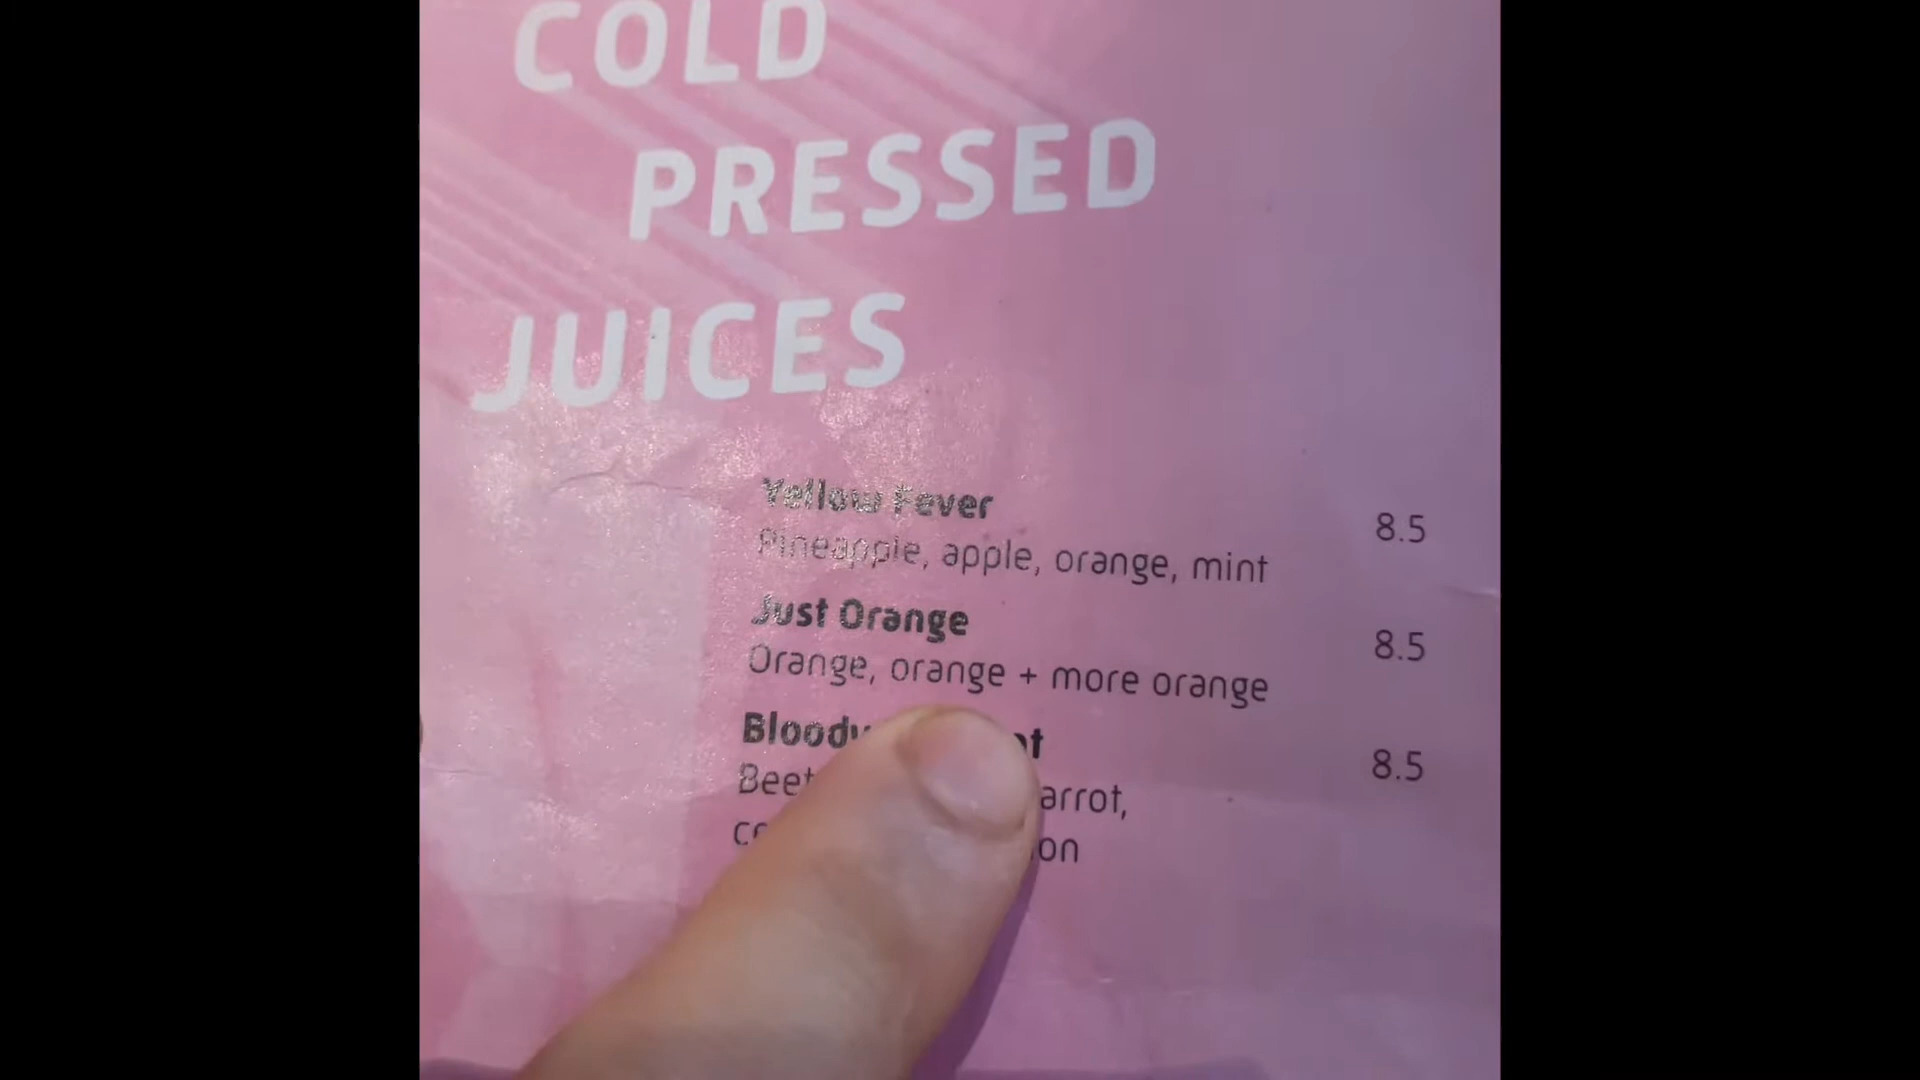 COLD
PRESSED
JUICES
Yellow Fever 8.5
Pineapple, apple, orange, mint
Just Orange 8.5
Orange, orange + more orange
8.5